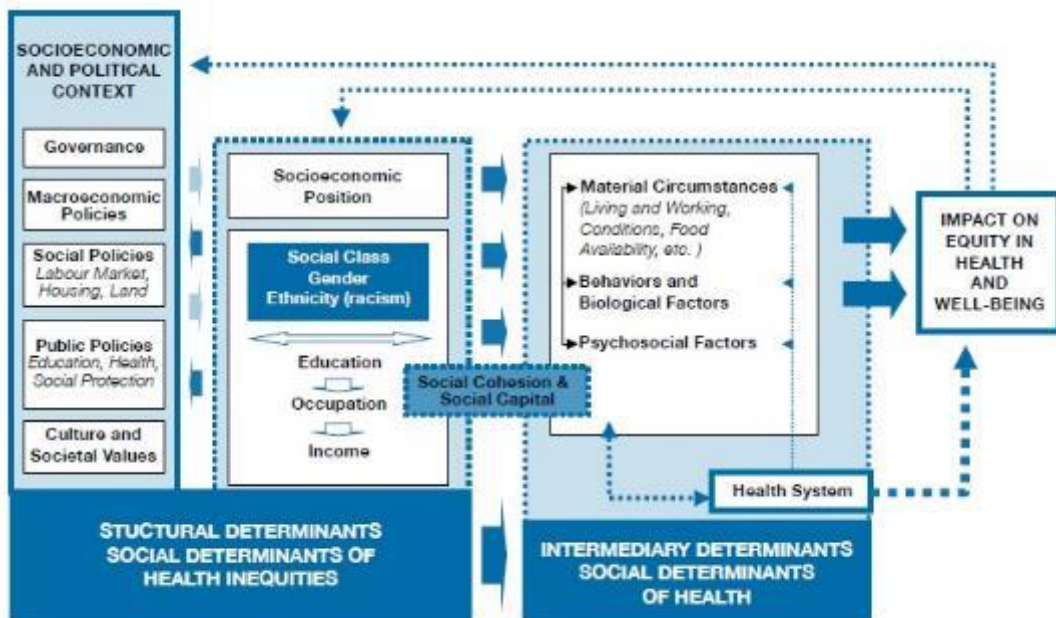 SOCIOECONOMIC
AND POLITICAL
CONTEXT
Governance
Macroeconomic
Policies
Social Policies
Labour Market,
Housing, Land
Public Policies
Education, Health,
Social Protection
Culture and
Societal Values
Socioeconomic
Position
Social Class
Gender
Ethnicity (racism)
Education
Occupation
Income
Social Cohesion &
Social Capital
Material Circumstances
(Living and Working,
Conditions, Food
Availability, etc. )
Behaviors and
Biological Factors
Psychosocial Factors
Health System
IMPACT ON
EQUITY IN
HEALTH
AND
WELL-BEING
STUCTURAL DETERMINANTS
SOCIAL DETERMINANTS OF
HEALTH INEQUITIES
INTERMEDIARY DETERMINANTS
SOCIAL DETERMINANTS
OF HEALTH